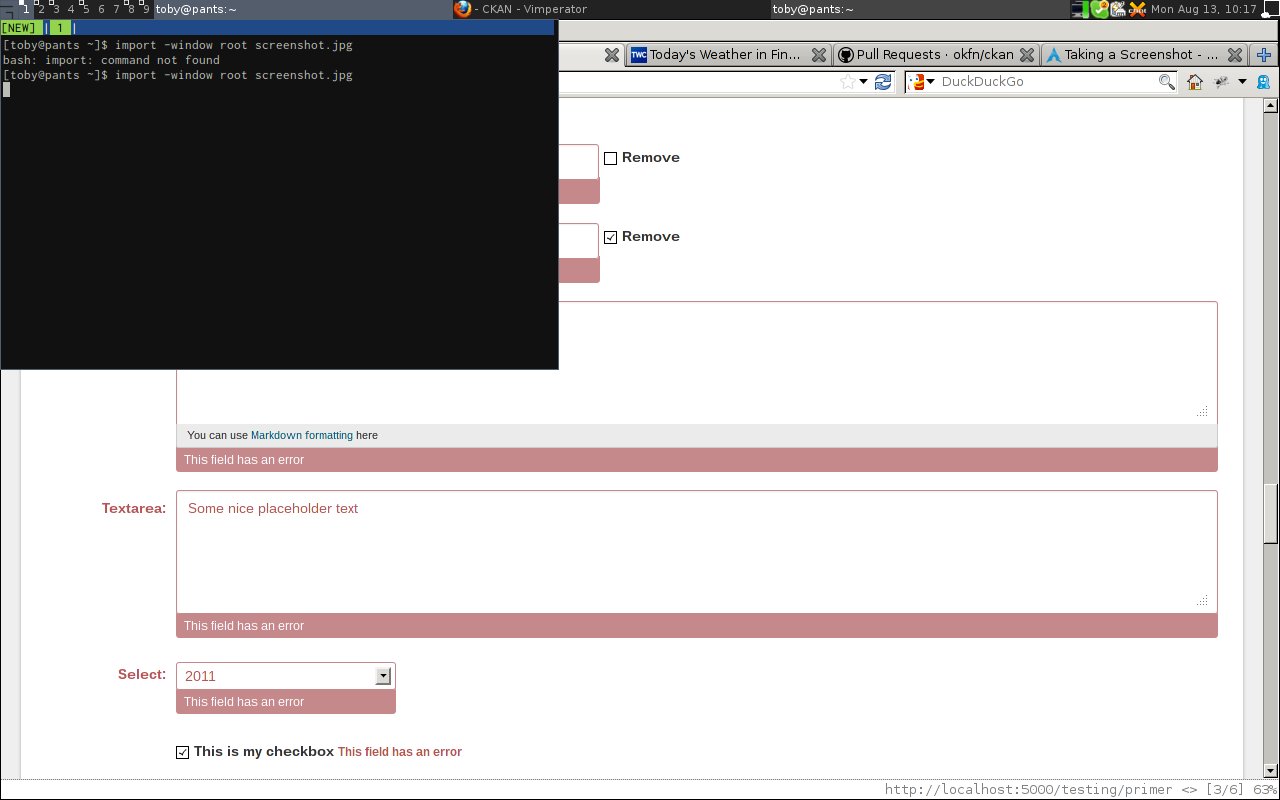 1 2 3 4 5 6 7 8 9 toby@pants:~ - CKAN - Vimperator toby@pants:~ Mon Aug 13, 10:17
[NEW] | 1 |
[toby@pants ~]$ import -window root screenshot.jpg
bash: import: command not found
[toby@pants ~]$ import -window root screenshot.jpg
TWC Today's Weather in Fin... Pull Requests · okfn/ckan Taking a Screenshot - ...
DuckDuckGo
Remove
Remove
You can use Markdown formatting here
This field has an error
Textarea: Some nice placeholder text
This field has an error
Select: 2011
This field has an error
This is my checkbox This field has an error
http://localhost:5000/testing/primer <> [3/6] 63%